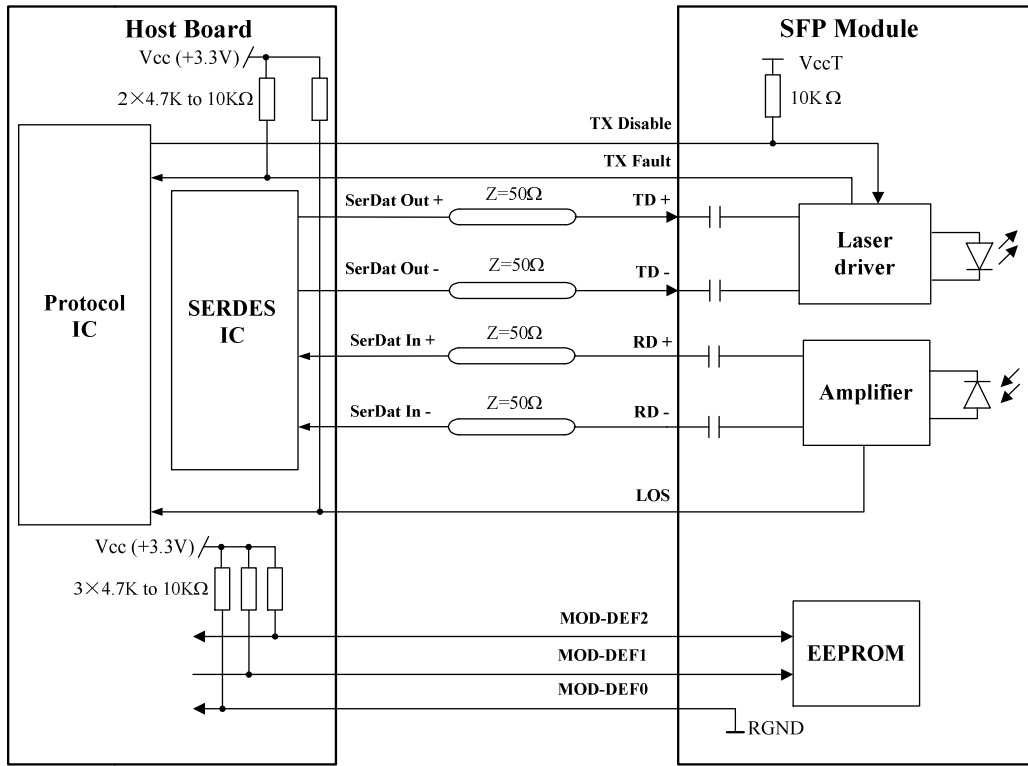 Host Board
SFP Module
Vcc (+3.3V)
VccT
2×4.7K to 10KΩ
10K Ω
TX Disable
TX Fault
SerDat Out +
Z=50Ω
TD +
SerDat Out -
Z=50Ω
TD -
Laser
driver
Protocol
IC
SERDES
IC
SerDat In +
Z=50Ω
RD +
SerDat In -
Z=50Ω
RD -
Amplifier
LOS
Vcc (+3.3V)
3×4.7K to 10KΩ
MOD-DEF2
MOD-DEF1
MOD-DEF0
EEPROM
RGND